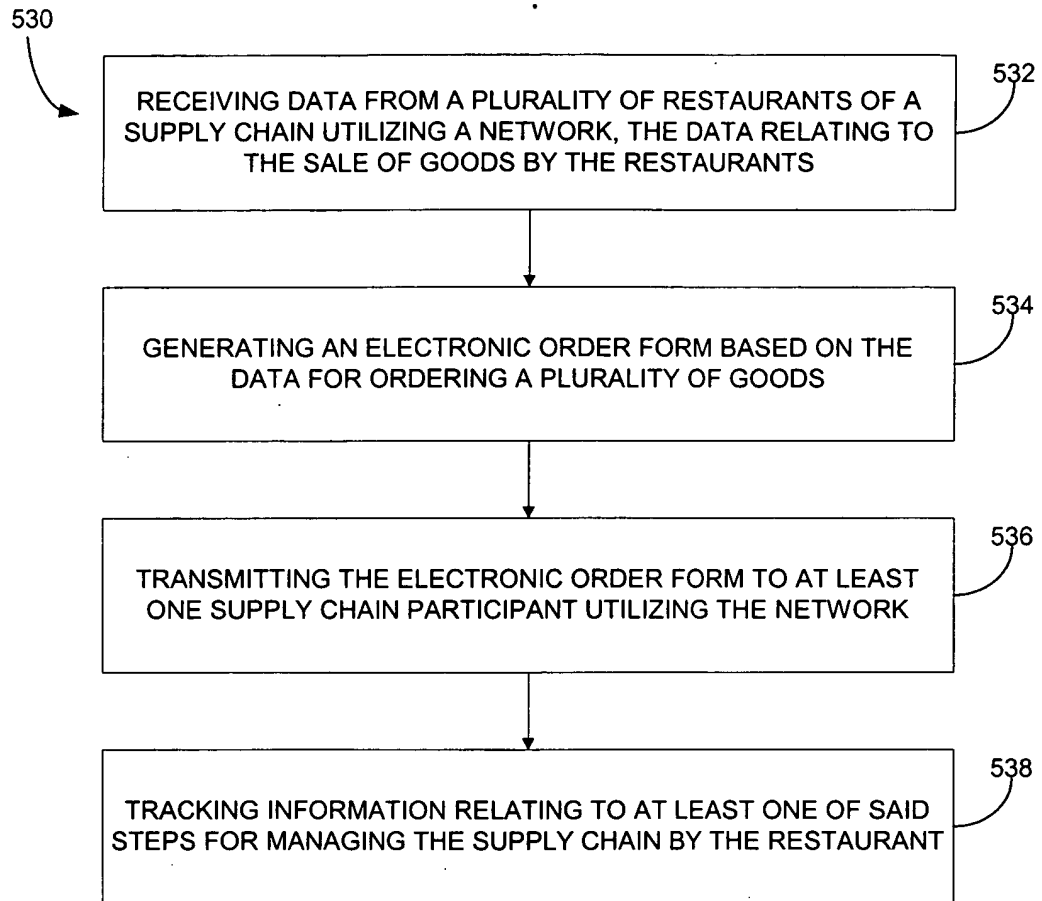 530
532
RECEIVING DATA FROM A PLURALITY OF RESTAURANTS OF A
SUPPLY CHAIN UTILIZING A NETWORK, THE DATA RELATING TO
THE SALE OF GOODS BY THE RESTAURANTS
534
GENERATING AN ELECTRONIC ORDER FORM BASED ON THE
DATA FOR ORDERING A PLURALITY OF GOODS
536
TRANSMITTING THE ELECTRONIC ORDER FORM TO AT LEAST
ONE SUPPLY CHAIN PARTICIPANT UTILIZING THE NETWORK
538
TRACKING INFORMATION RELATING TO AT LEAST ONE OF SAID
STEPS FOR MANAGING THE SUPPLY CHAIN BY THE RESTAURANT